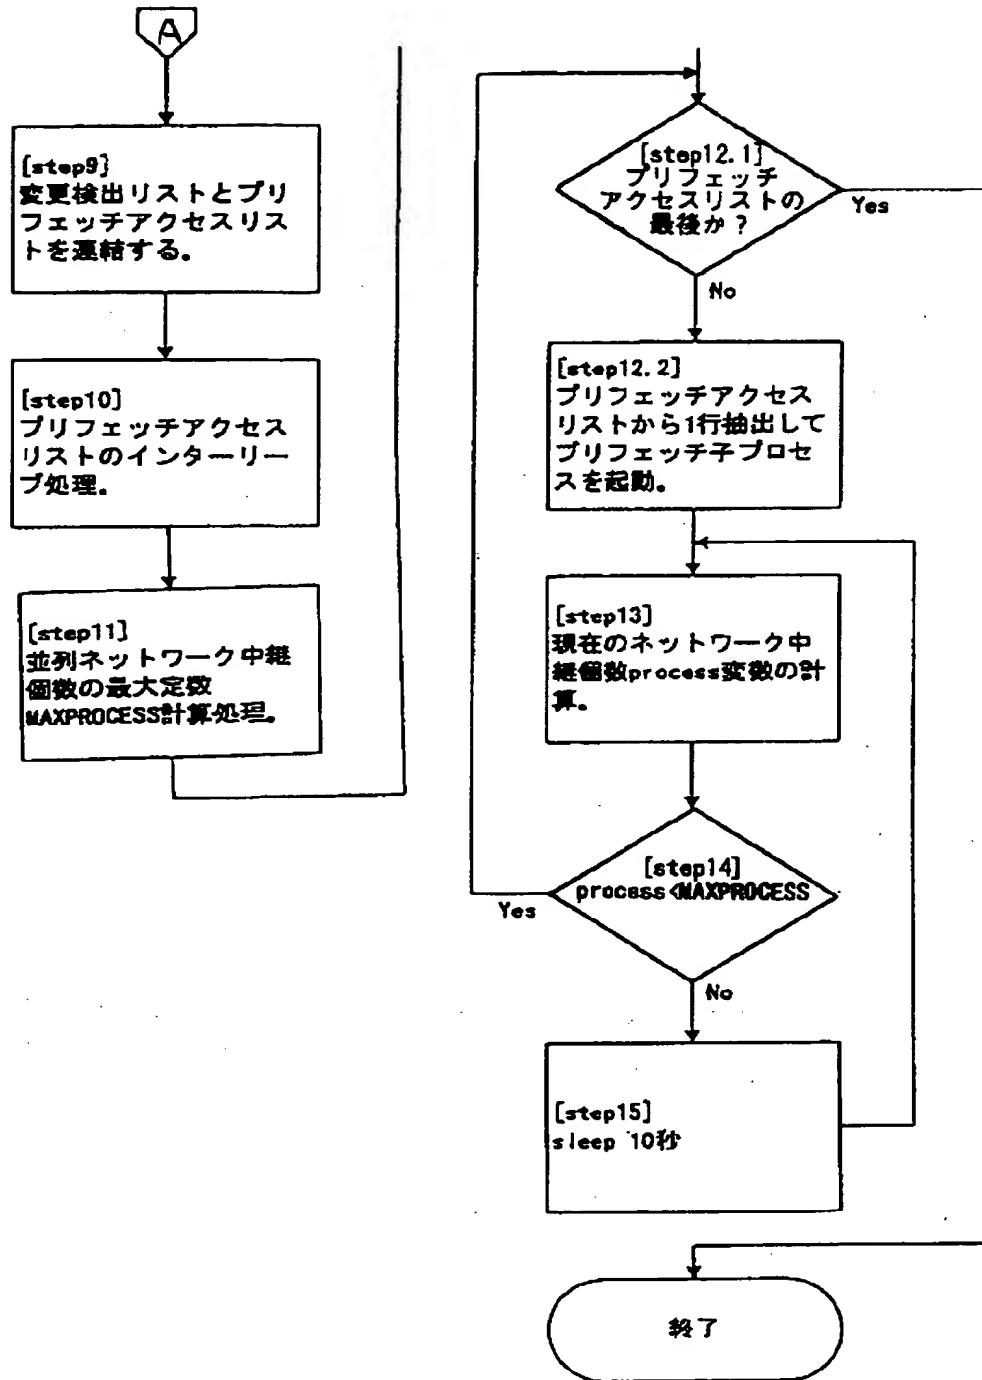 A
[step9]
変更検出リストとプリ
フェッチアクセスリス
トを連結する。
[step10]
プリフェッチアクセス
リストのインターリー
ブ処理。
[step11]
並列ネットワーク中継
個数の最大定数
MAXPROCESS計算処理。
[step12.1]
プリフェッチ
アクセスリストの
最後か？
Yes
No
[step12.2]
プリフェッチアクセス
リストから1行抽出して
プリフェッチ子プロセ
スを起動。
[step13]
現在のネットワーク中
継個数process変数の計
算。
[step14]
process<MAXPROCESS
Yes
No
[step15]
sleep 10秒
終了